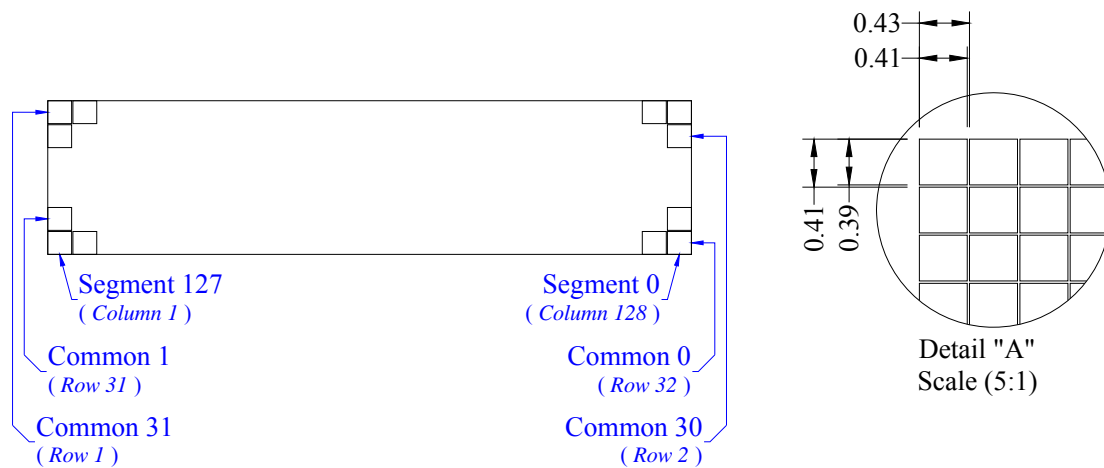 0.43
0.41
0.41
0.39
Segment 127
( Column 1 )
Segment 0
( Column 128 )
Common 1
( Row 31 )
Common 0
( Row 32 )
Common 31
( Row 1 )
Common 30
( Row 2 )
Detail "A"
Scale (5:1)